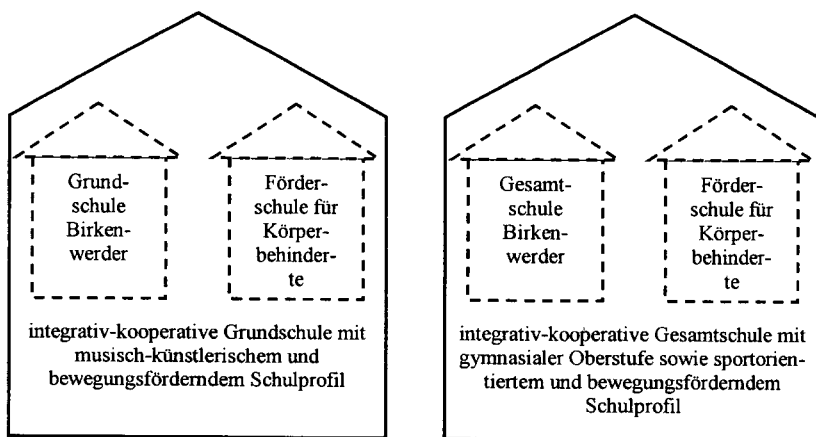 Grund-
schule
Birken-
werder
Förder-
schule für
Körper-
behinder-
te
integrativ-kooperative Grundschule mit
musisch-künstlerischem und
bewegungsförderndem Schulprofil
Gesamt-
schule
Birken-
werder
Förder-
schule für
Körper-
behinder-
te
integrativ-kooperative Gesamtschule mit
gymnasialer Oberstufe sowie sportorien-
tiertem und bewegungsförderndem
Schulprofil